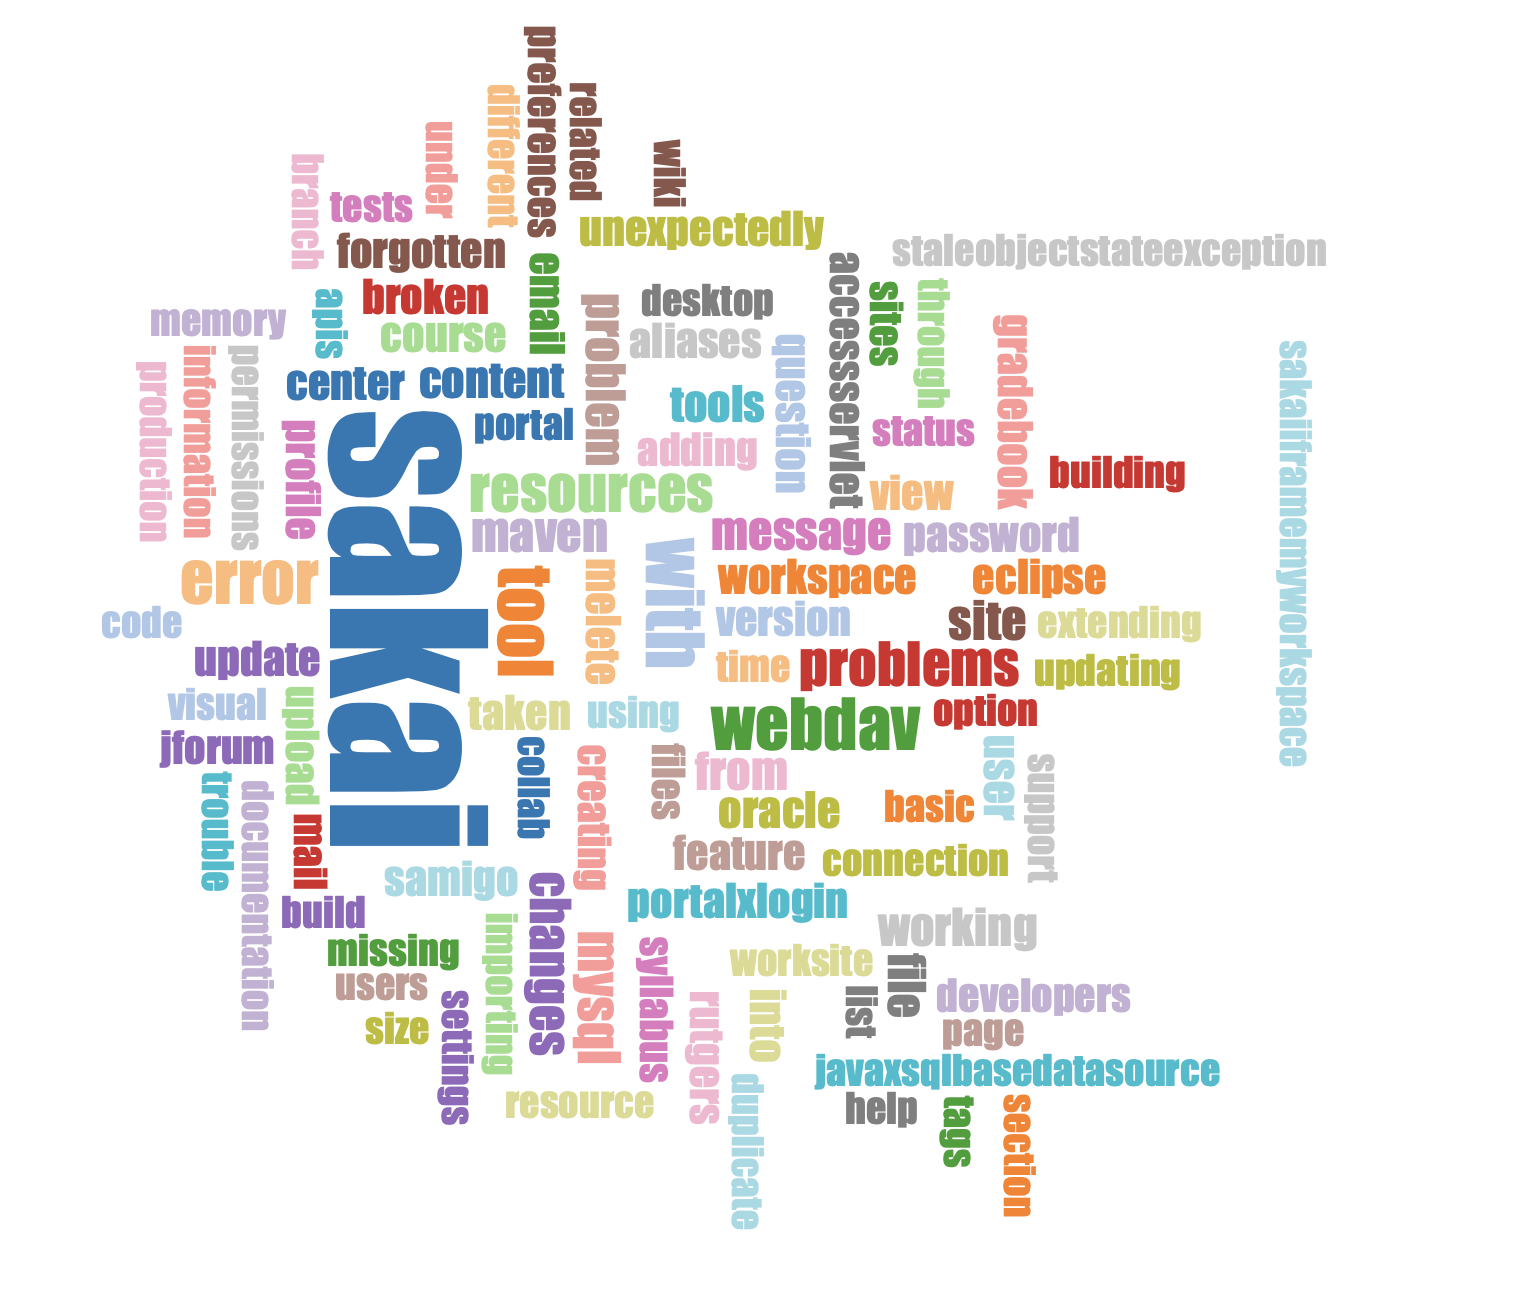 preferences
related
different
under
wiki
branch
tests
unexpectedly
forgotten
staleobjectstateexception
accessservlet
email
broken
sites
through
desktop
apis
memory
problem
course
aliases
gradebook
question
sakaiiframemyworkspace
information
permissions
production
center
content
tools
portal
sakai
profile
status
adding
building
resources
view
maven
message
password
with
error
tool
melete
workspace
eclipse
code
version
site
extending
update
time
problems
updating
visual
upload
taken
using
webdav
option
jforum
collab
creating
files
from
user
support
trouble
documentation
oracle
basic
mail
feature
connection
samigo
changes
portalxlogin
build
working
importing
missing
mysql
syllabus
worksite
file
users
settings
rutgers
into
list
developers
size
page
javaxsqlbasedatasource
duplicate
resource
help
tags
section